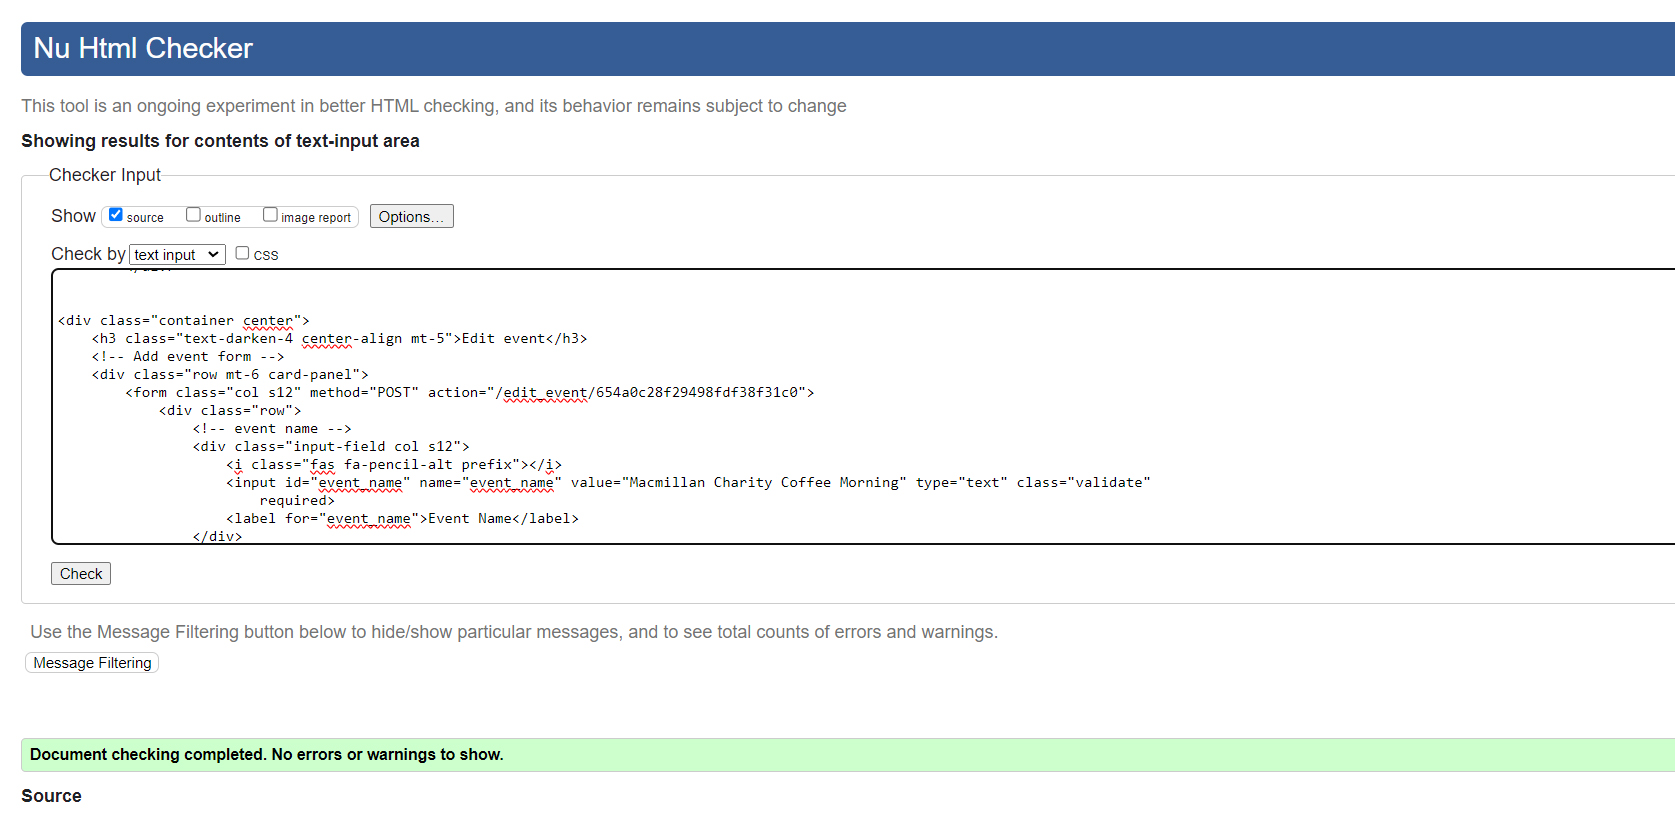 Nu Html Checker
This tool is an ongoing experiment in better HTML checking, and its behavior remains subject to change
Showing results for contents of text-input area
Checker Input
Show source outline image report Options...
Check by text input css
<div class="container center">
<h3 class="text-darken-4 center-align mt-5">Edit event</h3>
<!-- Add event form -->
<div class="row mt-6 card-panel">
<form class="col s12" method="POST" action="/edit_event/654a0c28f29498fdf38f31c0">
<div class="row">
<!-- event name -->
<div class="input-field col s12">
<i class="fas fa-pencil-alt prefix"></i>
<input id="event_name" name="event_name" value="Macmillan Charity Coffee Morning" type="text" class="validate"
required>
<label for="event_name">Event Name</label>
</div>
Check
Use the Message Filtering button below to hide/show particular messages, and to see total counts of errors and warnings.
Message Filtering
Document checking completed. No errors or warnings to show.
Source